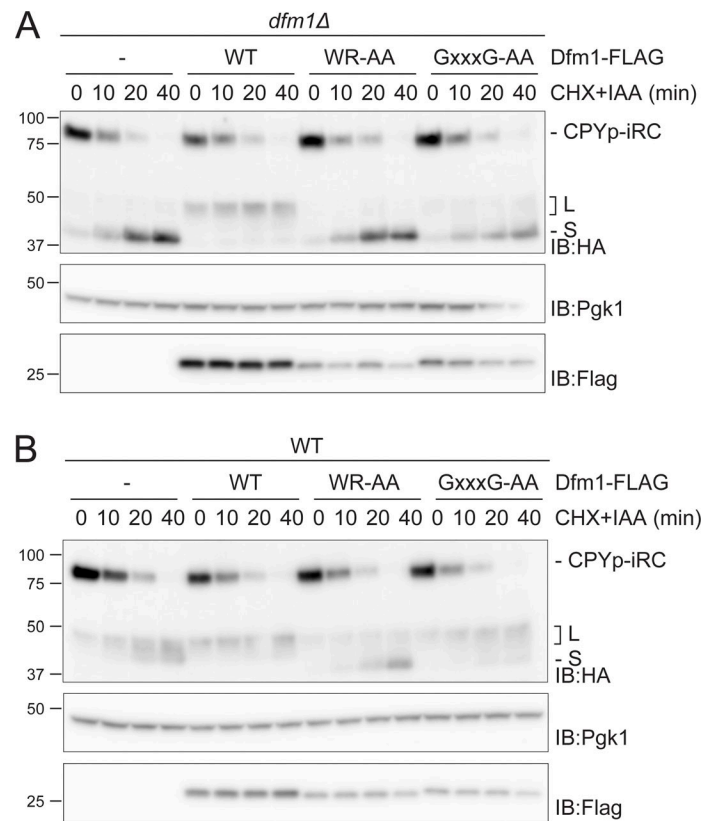 A
dfm1Δ
- WT WR-AA GxxxG-AA Dfm1-FLAG
0 10 20 40 0 10 20 40 0 10 20 40 0 10 20 40 CHX+IAA (min)
100
- CPYp-iRC
75
50
] L
- S
37
IB:HA
50
IB:Pgk1
25
IB:Flag
B
WT
- WT WR-AA GxxxG-AA Dfm1-FLAG
0 10 20 40 0 10 20 40 0 10 20 40 0 10 20 40 CHX+IAA (min)
100
- CPYp-iRC
75
50
] L
- S
37
IB:HA
50
IB:Pgk1
25
IB:Flag